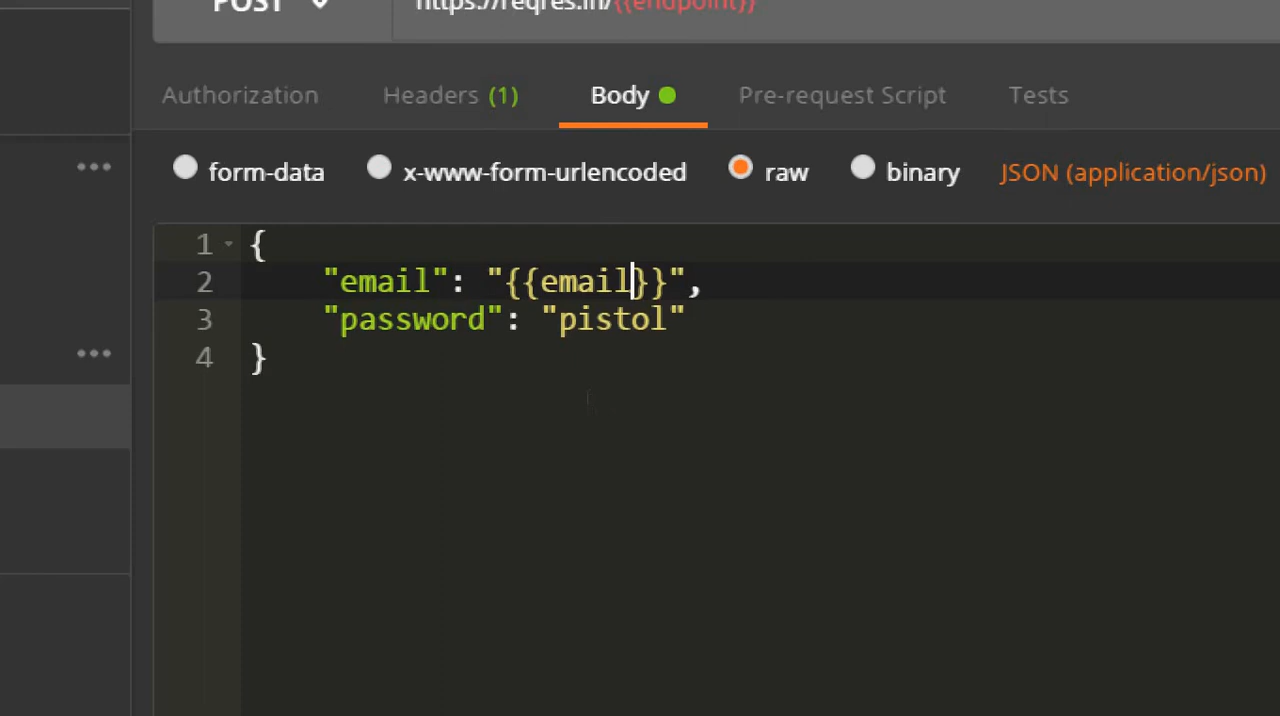 POST https://reqres.in/{{endpoint}}
Authorization Headers (1) Body Pre-request Script Tests
form-data x-www-form-urlencoded raw binary JSON (application/json)
1 {
2 "email": "{{email}}",
3 "password": "pistol"
4 }